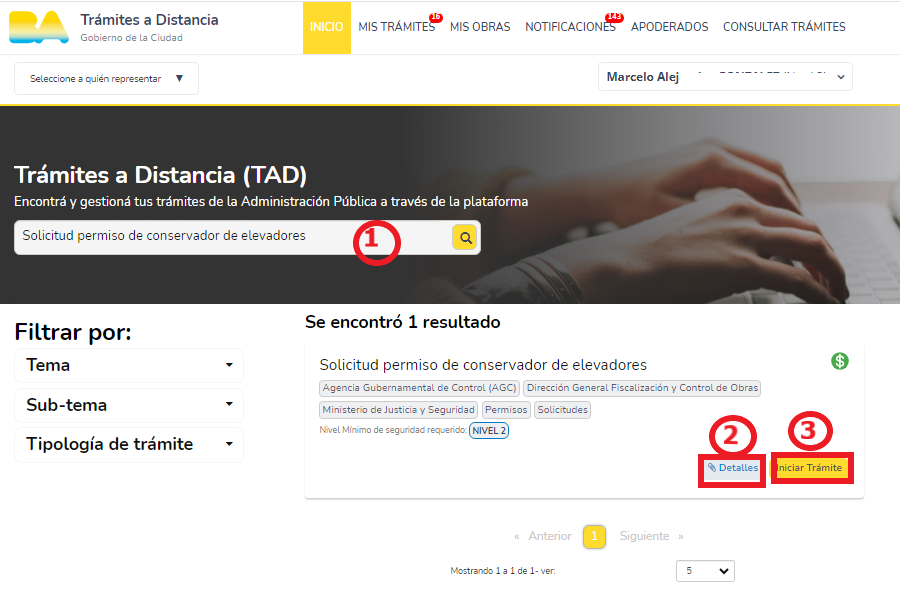 BA Trámites a Distancia
Gobierno de la Ciudad
INICIO MIS TRÁMITES 16 MIS OBRAS NOTIFICACIONES 143 APODERADOS CONSULTAR TRÁMITES
Seleccione a quién representar ▼
Marcelo Alej
Trámites a Distancia (TAD)
Encontrá y gestioná tus trámites de la Administración Pública a través de la plataforma
Solicitud permiso de conservador de elevadores 1
Filtrar por:
Tema
Sub-tema
Tipología de trámite
Se encontró 1 resultado
Solicitud permiso de conservador de elevadores $
Agencia Gubernamental de Control (AGC) Dirección General Fiscalización y Control de Obras
Ministerio de Justicia y Seguridad Permisos Solicitudes
Nivel Mínimo de seguridad requerido: NIVEL 2
2 3
Detalles Iniciar Trámite
« Anterior 1 Siguiente »
Mostrando 1 a 1 de 1- ver: 5